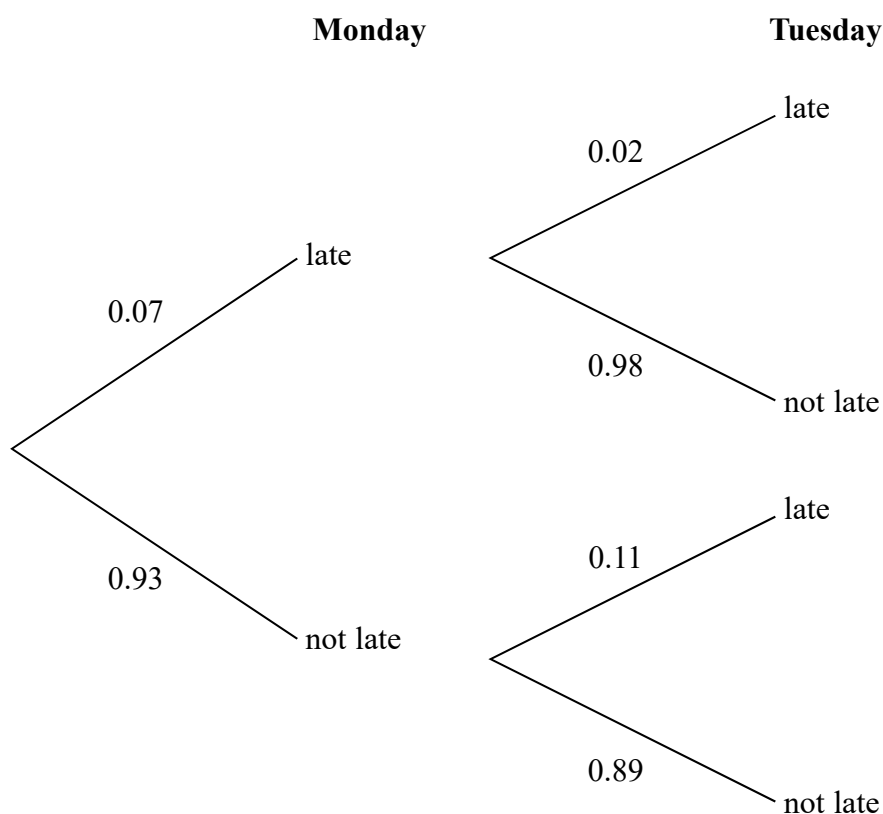 Monday Tuesday
late
0.02
late
0.07
0.98
not late
late
0.11
0.93
not late
0.89
not late